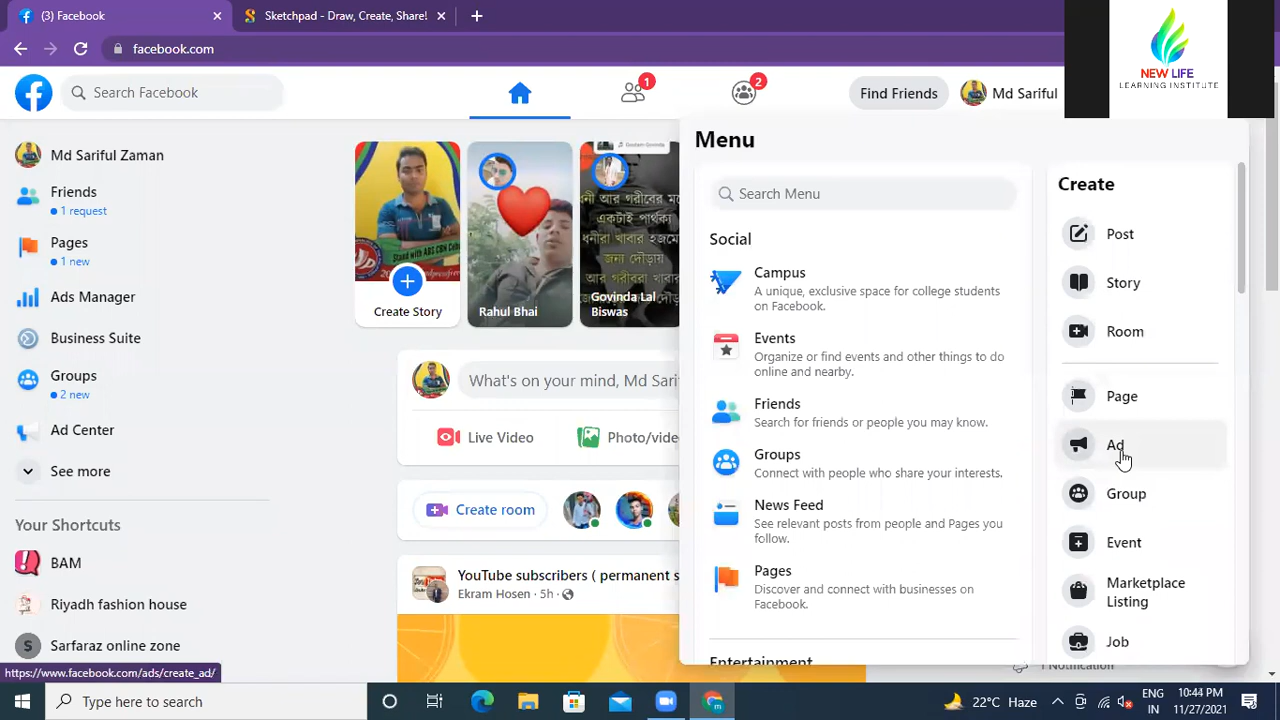 (3) Facebook
Sketchpad - Draw, Create, Share!
facebook.com
NEW LIFE
LEARNING INSTITUTE
Search Facebook
1
2
Find Friends
Md Sariful
Md Sariful Zaman
Friends
1 request
Pages
1 new
Ads Manager
Business Suite
Groups
2 new
Ad Center
See more
Your Shortcuts
BAM
Riyadh fashion house
S
Sarfaraz online zone
https://www.facebook.com/ads/create_ad/
Create Story
Rahul Bhai
Govinda Lal
Biswas
What's on your mind, Md Sarif
Live Video
Photo/video
Create room
YouTube subscribers ( permanent s
Ekram Hosen · 5h ·
Menu
Search Menu
Social
Campus
A unique, exclusive space for college students
on Facebook.
Events
Organize or find events and other things to do
online and nearby.
Friends
Search for friends or people you may know.
Groups
Connect with people who share your interests.
News Feed
See relevant posts from people and Pages you
follow.
Pages
Discover and connect with businesses on
Facebook.
Entertainment
Create
Post
Story
Room
Page
Ad
Group
Event
Marketplace
Listing
Job
1 Notification
Type here to search
22°C Haze
ENG
IN
10:44 PM
11/27/2021